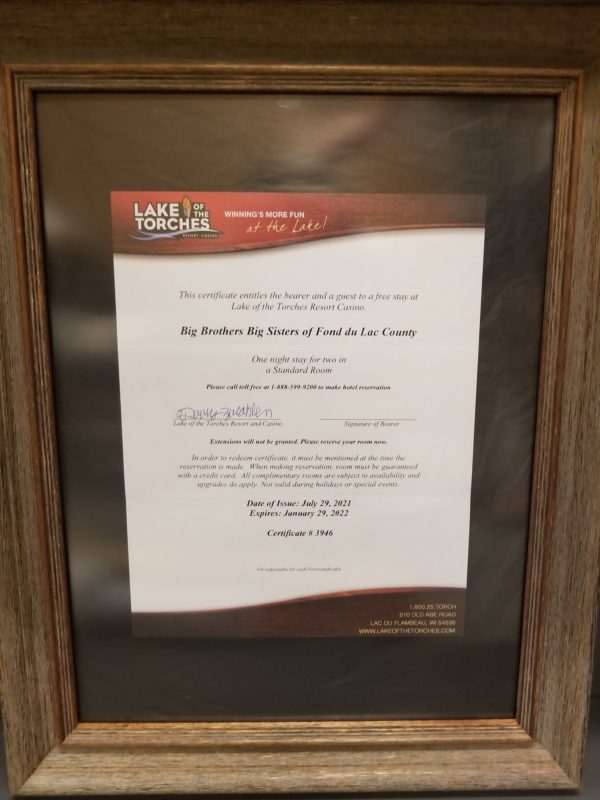 LAKE OF THE TORCHES
RESORT • CASINO
WINNING'S MORE FUN
at the Lake!
This certificate entitles the bearer and a guest to a free stay at
Lake of the Torches Resort Casino.
Big Brothers Big Sisters of Fond du Lac County
One night stay for two in
a Standard Room
Please call toll free at 1-888-599-9200 to make hotel reservation
Lake of the Torches Resort and Casino
Signature of Bearer
Extensions will not be granted. Please reserve your room now.
In order to redeem certificate, it must be mentioned at the time the
reservation is made. When making reservation, room must be guaranteed
with a credit card. All complimentary rooms are subject to availability and
upgrades do apply. Not valid during holidays or special events.
Date of Issue: July 29, 2021
Expires: January 29, 2022
Certificate # 3946
Not redeemable for cash/Nontransferable
1.800.25.TORCH
510 OLD ABE ROAD
LAC DU FLAMBEAU, WI 54538
WWW.LAKEOFTHETORCHES.COM